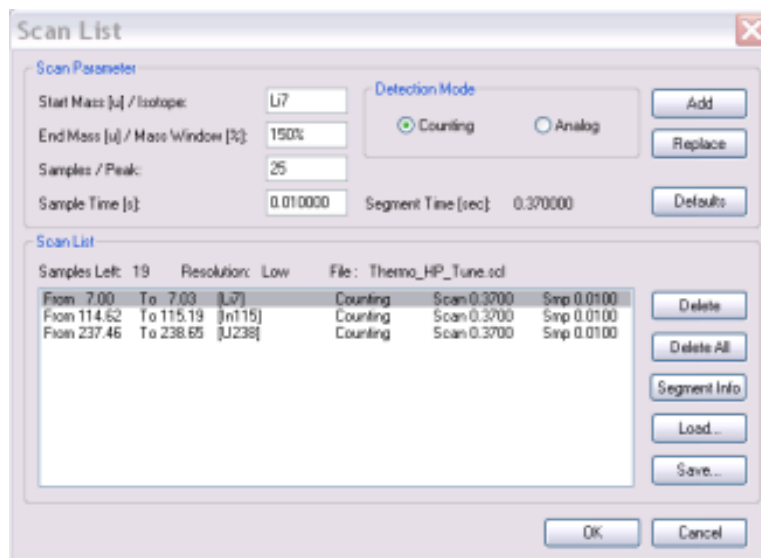 Scan List
Scan Parameter
Start Mass [u] / Isotope: Li7
End Mass [u] / Mass Window [%]: 150%
Samples / Peak: 25
Sample Time [s]: 0.010000
Detection Mode
Counting Analog
Segment Time [sec]: 0.370000
Add
Replace
Defaults
Scan List
Samples Left: 19 Resolution: Low File: Thermo_HP_Tune.scl
From 7.00 To 7.03 [Li7] Counting Scan 0.3700 Smp 0.0100
From 114.62 To 115.19 [In115] Counting Scan 0.3700 Smp 0.0100
From 237.46 To 238.65 [U238] Counting Scan 0.3700 Smp 0.0100
Delete
Delete All
Segment Info
Load...
Save...
OK Cancel